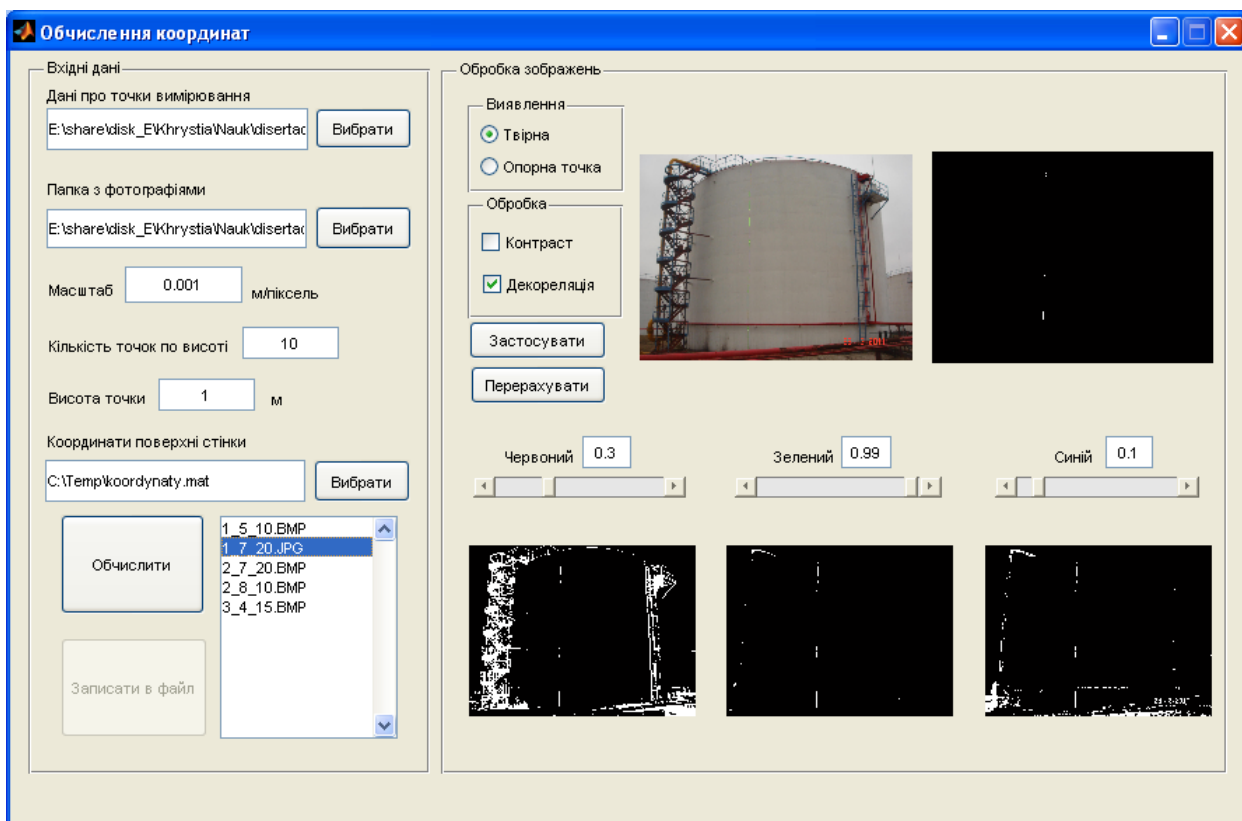 Обчислення координат
Вхідні дані
Дані про точки вимірювання
E:\share\disk_E\Khrystia\Nauk\disertac
Вибрати
Папка з фотографіями
E:\share\disk_E\Khrystia\Nauk\disertac
Вибрати
Масштаб 0.001 м/піксель
Кількість точок по висоті 10
Висота точки 1 м
Координати поверхні стінки
C:\Temp\koordynaty.mat
Вибрати
Обчислити
1_5_10.BMP
1_7_20.JPG
2_7_20.BMP
2_8_10.BMP
3_4_15.BMP
Записати в файл
Обробка зображень
Виявлення
Твірна
Опорна точка
Обробка
Контраст
Декореляція
Застосувати
Перерахувати
Червоний 0.3
Зелений 0.99
Синій 0.1